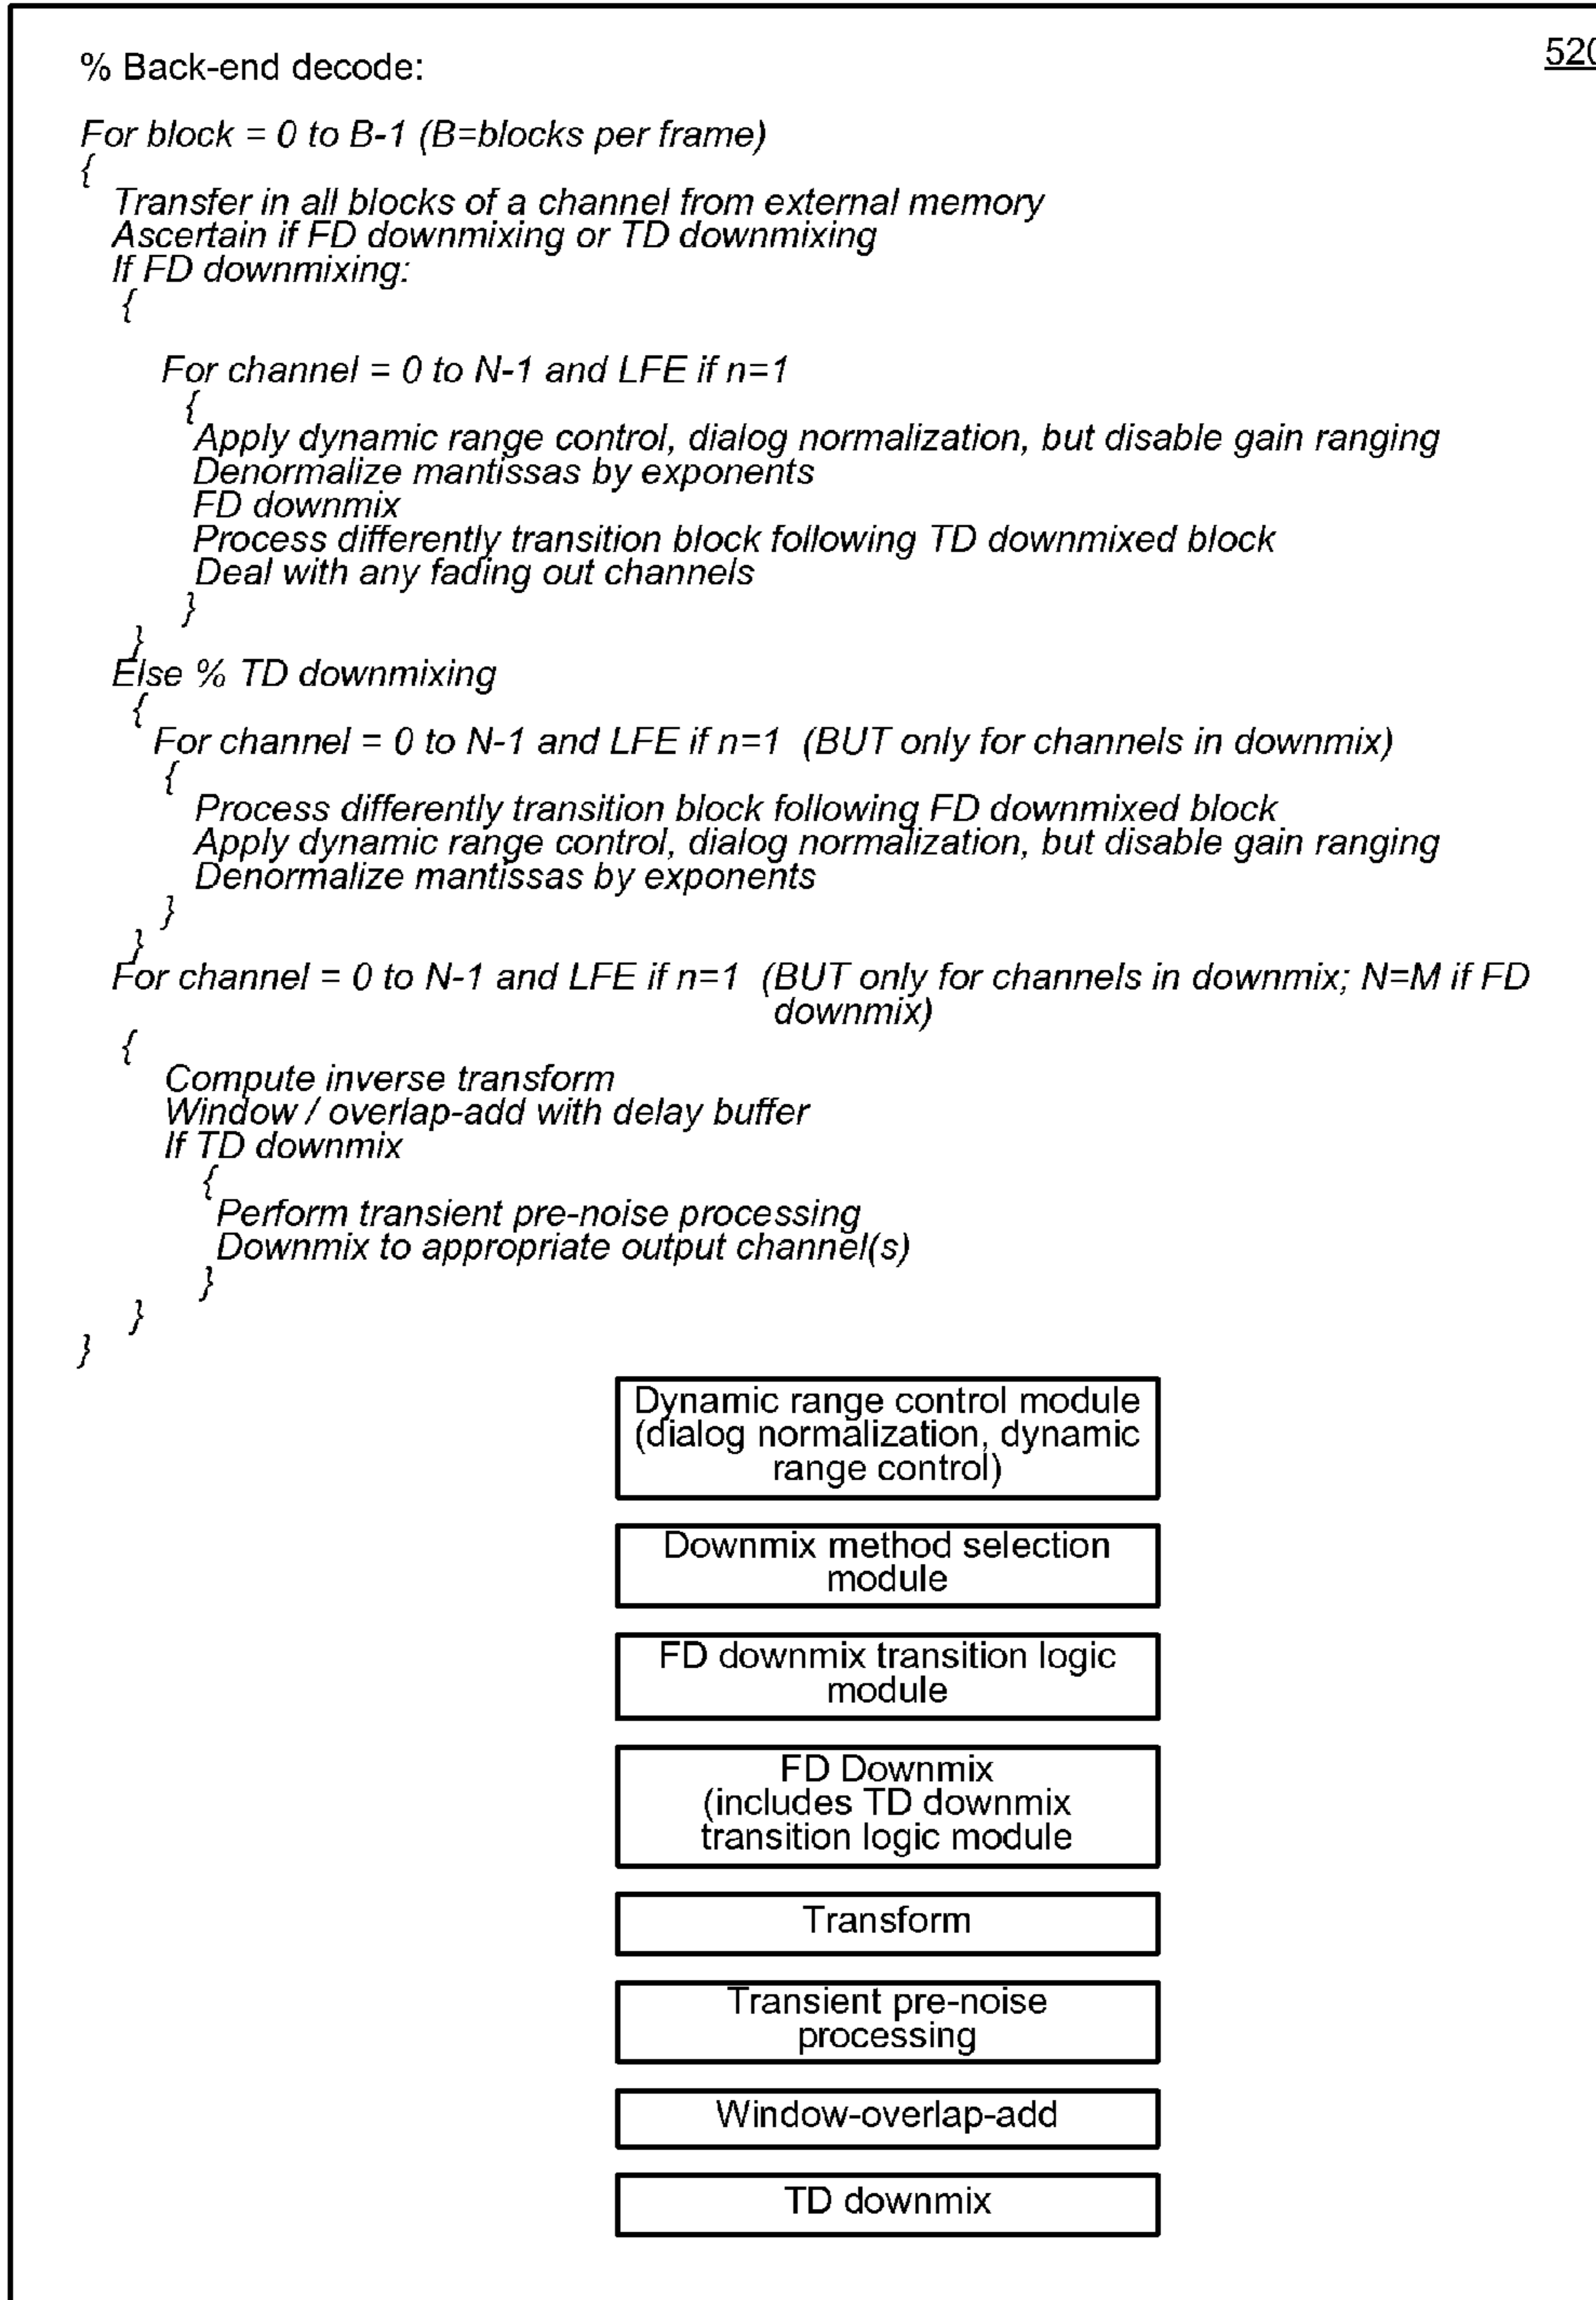 520
% Back-end decode:
For block = 0 to B-1 (B=blocks per frame)
{
Transfer in all blocks of a channel from external memory
Ascertain if FD downmixing or TD downmixing
If FD downmixing:
{
For channel = 0 to N-1 and LFE if n=1
{
Apply dynamic range control, dialog normalization, but disable gain ranging
Denormalize mantissas by exponents
FD downmix
Process differently transition block following TD downmixed block
Deal with any fading out channels
}
}
Else % TD downmixing
{
For channel = 0 to N-1 and LFE if n=1 (BUT only for channels in downmix)
{
Process differently transition block following FD downmixed block
Apply dynamic range control, dialog normalization, but disable gain ranging
Denormalize mantissas by exponents
}
}
For channel = 0 to N-1 and LFE if n=1 (BUT only for channels in downmix; N=M if FD
downmix)
{
Compute inverse transform
Window / overlap-add with delay buffer
If TD downmix
{
Perform transient pre-noise processing
Downmix to appropriate output channel(s)
}
}
}
Dynamic range control module
(dialog normalization, dynamic
range control)
Downmix method selection
module
FD downmix transition logic
module
FD Downmix
(includes TD downmix
transition logic module
Transform
Transient pre-noise
processing
Window-overlap-add
TD downmix